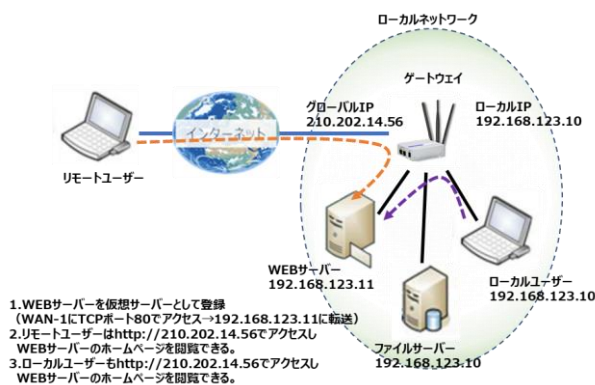 ローカルネットワーク
ゲートウェイ
グローバルIP
210.202.14.56
ローカルIP
192.168.123.10
インターネット
リモートユーザー
WEBサーバー
192.168.123.11
ローカルユーザー
192.168.123.10
ファイルサーバー
192.168.123.10
1.WEBサーバーを仮想サーバーとして登録
（WAN-1にTCPポート80でアクセス→192.168.123.11に転送）
2.リモートユーザーはhttp://210.202.14.56でアクセスし
WEBサーバーのホームページを閲覧できる。
3.ローカルユーザーもhttp://210.202.14.56でアクセスし
WEBサーバーのホームページを閲覧できる。